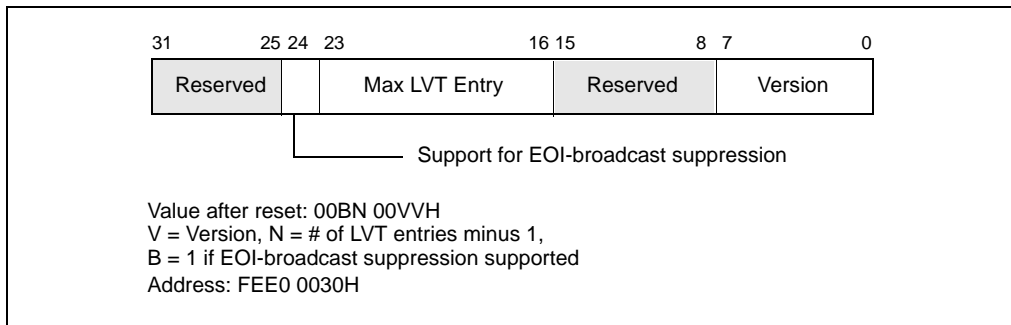 31 25 24 23 16 15 8 7 0
Reserved Max LVT Entry Reserved Version
Support for EOI-broadcast suppression
Value after reset: 00BN 00VVH
V = Version, N = # of LVT entries minus 1,
B = 1 if EOI-broadcast suppression supported
Address: FEE0 0030H